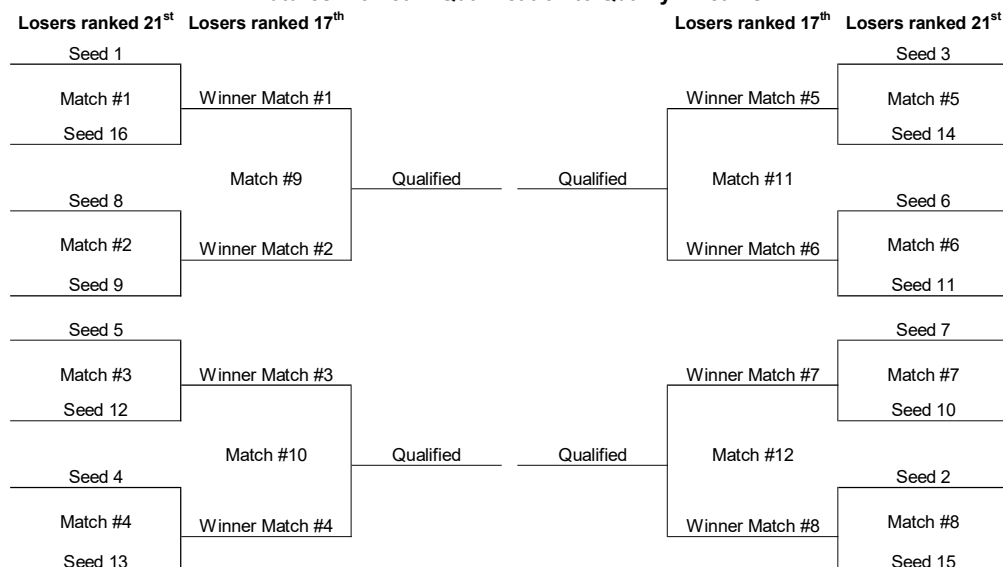 Losers ranked 21st Losers ranked 17th Losers ranked 17th Losers ranked 21st
Seed 1 Seed 3
Match #1 Winner Match #1 Winner Match #5 Match #5
Seed 16 Seed 14
Match #9 Qualified Qualified Match #11
Seed 8 Seed 6
Match #2 Winner Match #2 Winner Match #6 Match #6
Seed 9 Seed 11
Seed 5 Seed 7
Match #3 Winner Match #3 Winner Match #7 Match #7
Seed 12 Seed 10
Match #10 Qualified Qualified Match #12
Seed 4 Seed 2
Match #4 Winner Match #4 Winner Match #8 Match #8
Seed 13 Seed 15